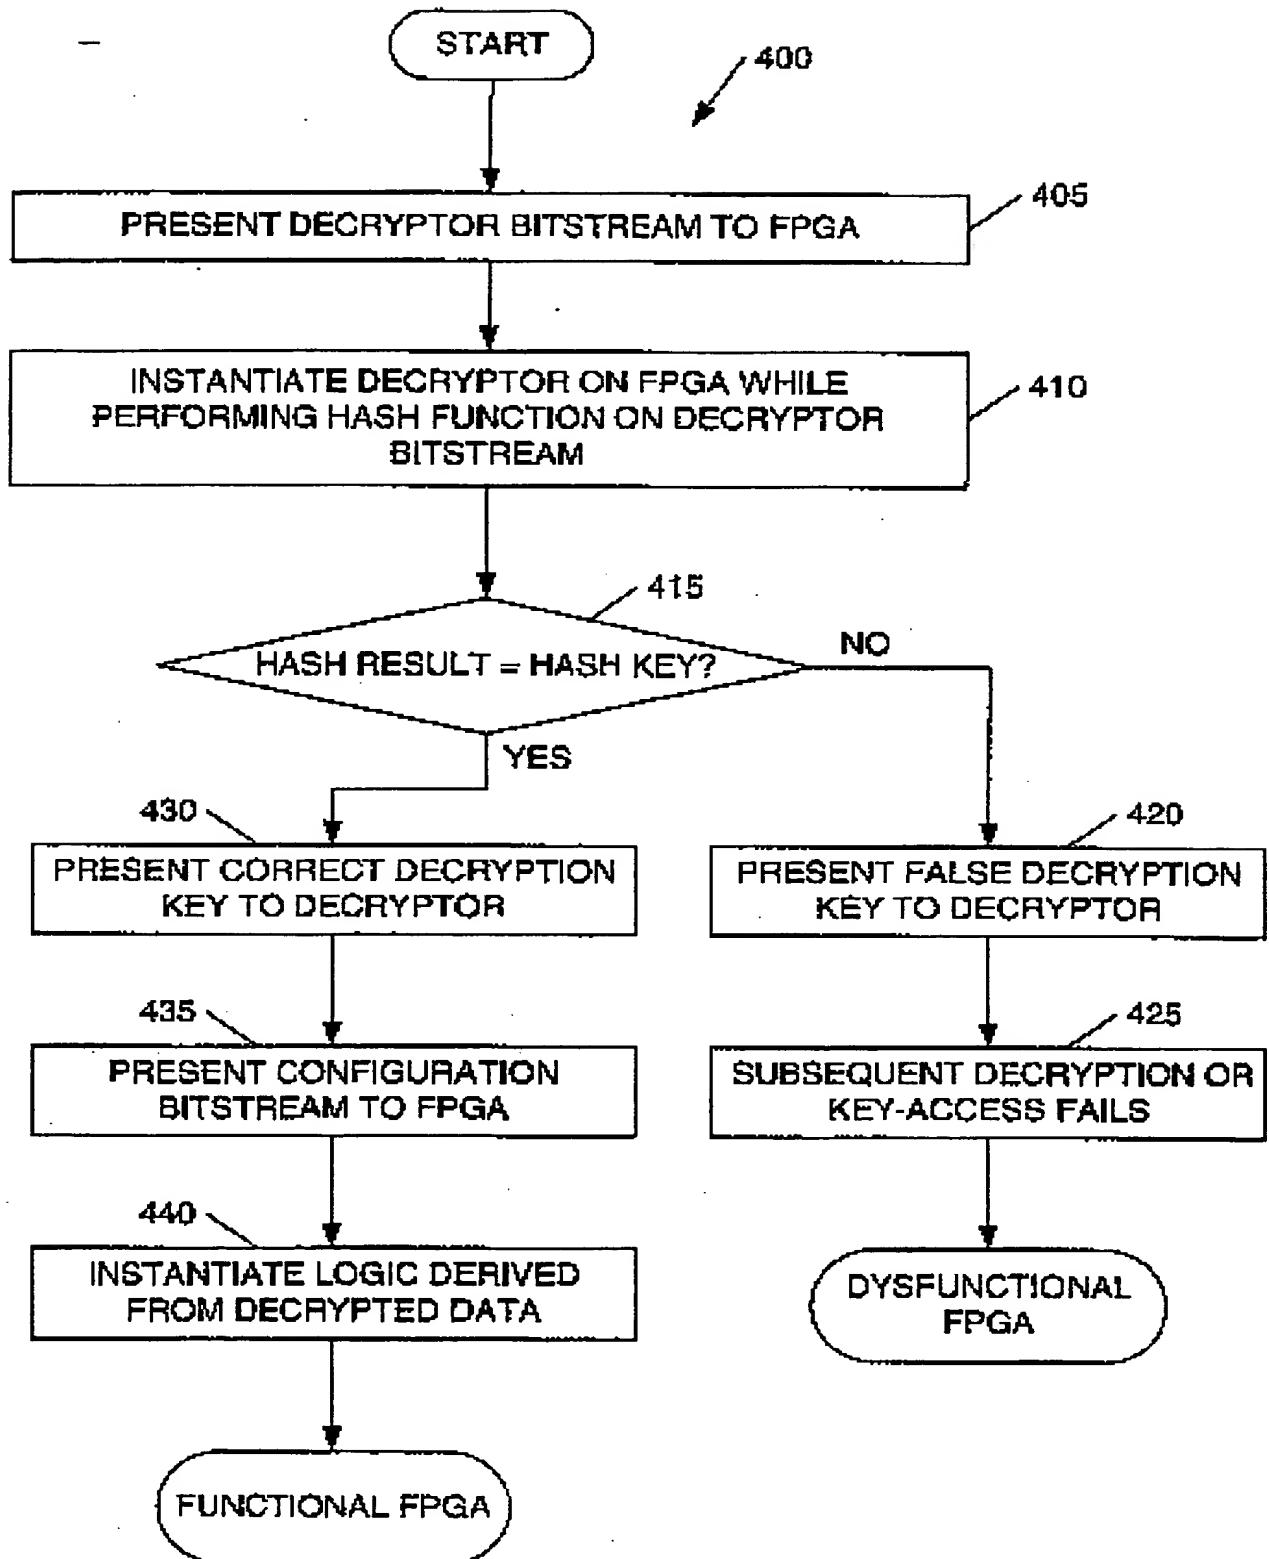 START
400
PRESENT DECRYPTOR BITSTREAM TO FPGA
405
INSTANTIATE DECRYPTOR ON FPGA WHILE
PERFORMING HASH FUNCTION ON DECRYPTOR
BITSTREAM
410
415
HASH RESULT = HASH KEY?
NO
YES
430
PRESENT CORRECT DECRYPTION
KEY TO DECRYPTOR
420
PRESENT FALSE DECRYPTION
KEY TO DECRYPTOR
435
PRESENT CONFIGURATION
BITSTREAM TO FPGA
425
SUBSEQUENT DECRYPTION OR
KEY-ACCESS FAILS
440
INSTANTIATE LOGIC DERIVED
FROM DECRYPTED DATA
DYSFUNCTIONAL
FPGA
FUNCTIONAL FPGA